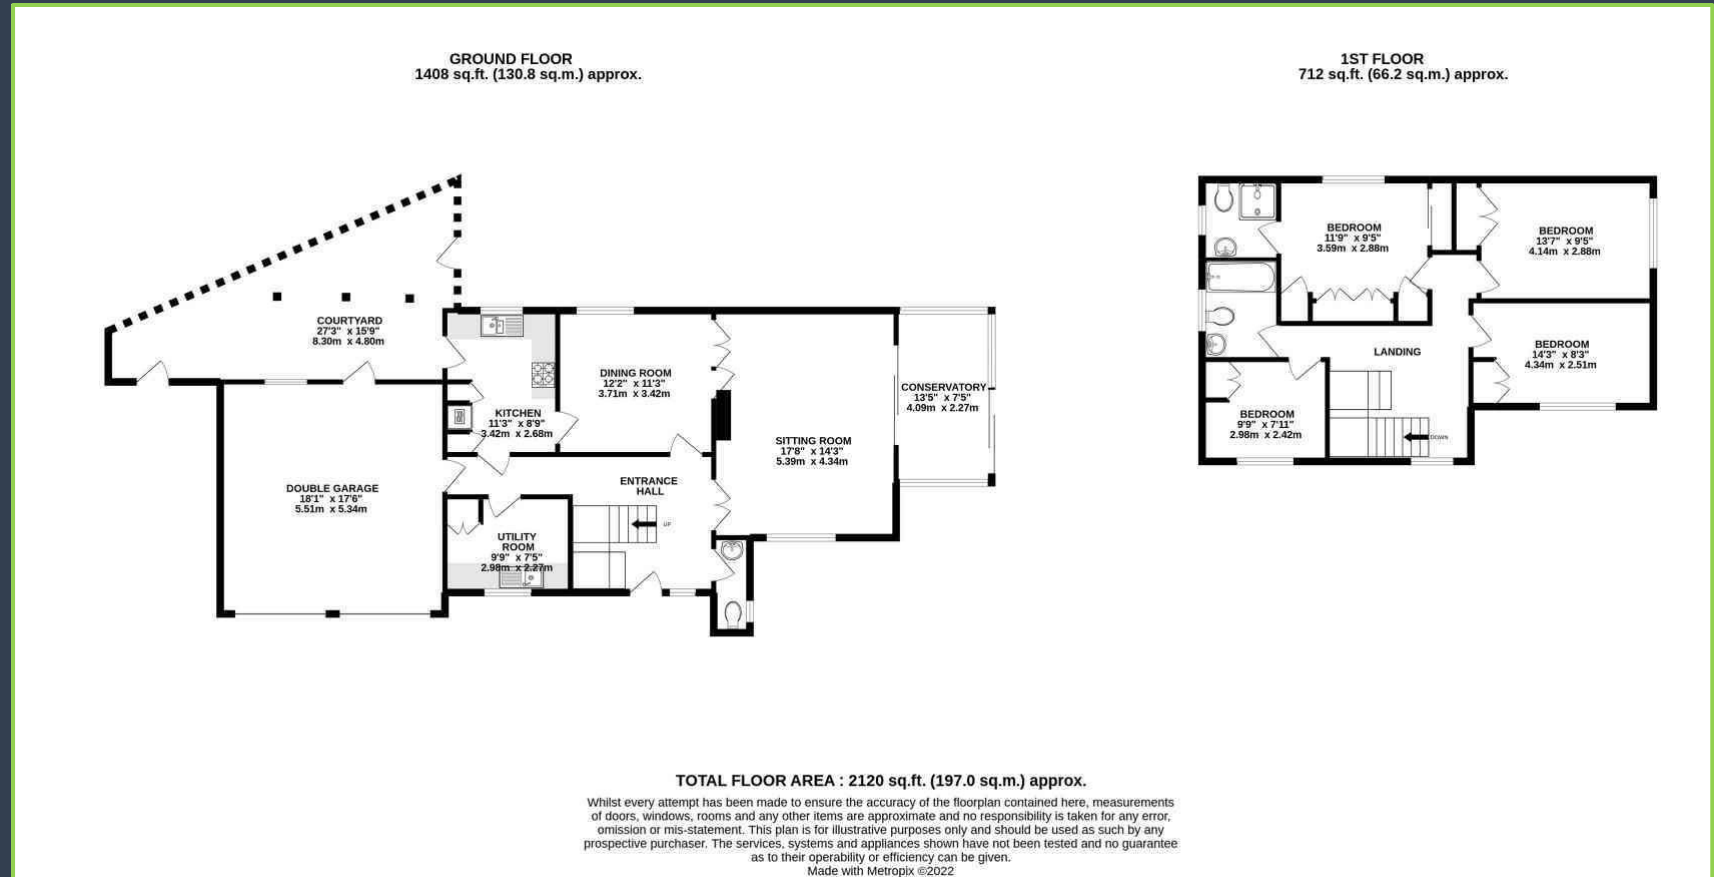 GROUND FLOOR
1408 sq.ft. (130.8 sq.m.) approx.
1ST FLOOR
712 sq.ft. (66.2 sq.m.) approx.
COURTYARD
27'3" x 15'9"
8.30m x 4.80m
KITCHEN
11'3" x 8'9"
3.42m x 2.68m
DINING ROOM
12'2" x 11'3"
3.71m x 3.42m
SITTING ROOM
17'8" x 14'3"
5.39m x 4.34m
CONSERVATORY
13'5" x 7'5"
4.09m x 2.27m
DOUBLE GARAGE
18'1" x 17'6"
5.51m x 5.34m
ENTRANCE
HALL
UP
UTILITY
ROOM
9'9" x 7'5"
2.98m x 2.27m
BEDROOM
11'9" x 9'5"
3.59m x 2.88m
BEDROOM
13'7" x 9'5"
4.14m x 2.88m
BEDROOM
14'3" x 8'3"
4.34m x 2.51m
LANDING
BEDROOM
9'9" x 7'11"
2.98m x 2.42m
DOWN
TOTAL FLOOR AREA : 2120 sq.ft. (197.0 sq.m.) approx.
Whilst every attempt has been made to ensure the accuracy of the floorplan contained here, measurements
of doors, windows, rooms and any other items are approximate and no responsibility is taken for any error,
omission or mis-statement. This plan is for illustrative purposes only and should be used as such by any
prospective purchaser. The services, systems and appliances shown have not been tested and no guarantee
as to their operability or efficiency can be given.
Made with Metropix ©2022